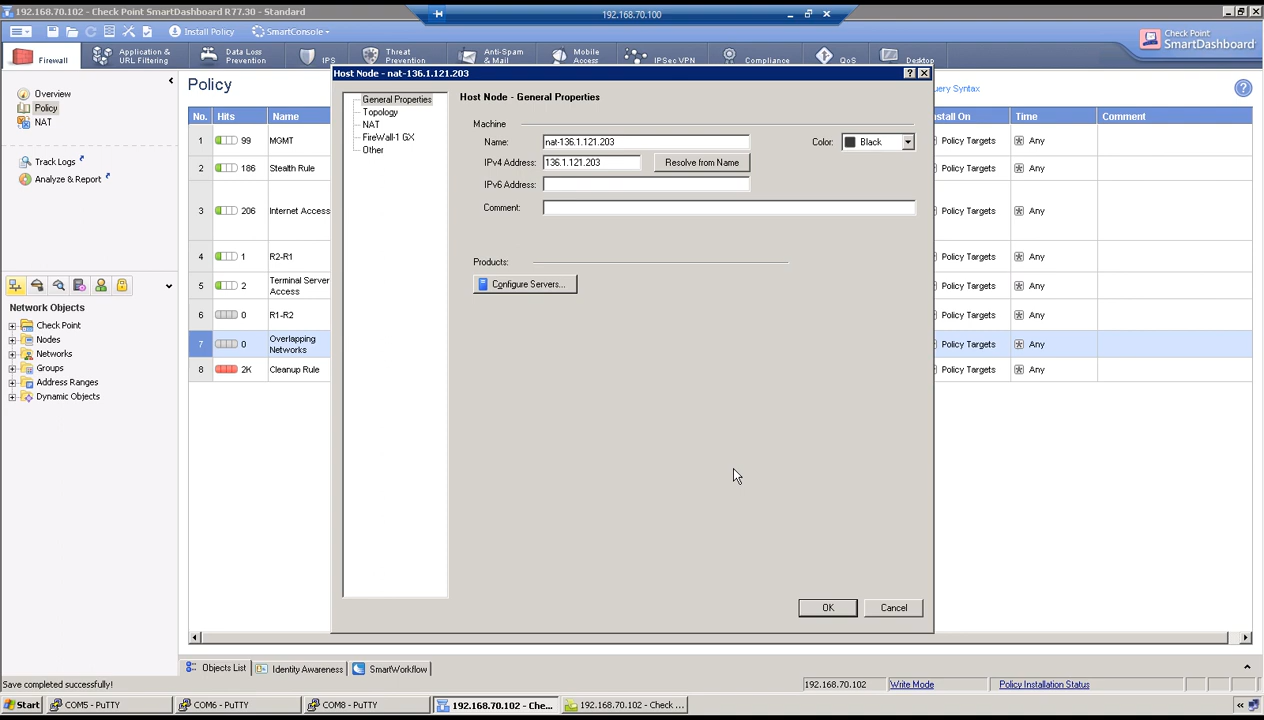 192.168.70.102 - Check Point SmartDashboard R77.30 - Standard
192.168.70.100
Install Policy
SmartConsole
Check Point
SmartDashboard
Firewall
Application &
URL Filtering
Data Loss
Prevention
IPS
Threat
Prevention
Anti-Spam
& Mail
Mobile
Access
IPSec VPN
Compliance
QoS
Desktop
Overview
Policy
NAT
Track Logs
Analyze & Report
Network Objects
Check Point
Nodes
Networks
Groups
Address Ranges
Dynamic Objects
Policy
ery Syntax
No. Hits Name stall On Time Comment
1 99 MGMT Policy Targets Any
2 186 Stealth Rule Policy Targets Any
3 206 Internet Access Policy Targets Any
4 1 R2-R1 Policy Targets Any
5 2 Terminal Server
Access Policy Targets Any
6 0 R1-R2 Policy Targets Any
7 0 Overlapping
Networks Policy Targets Any
8 2K Cleanup Rule Policy Targets Any
Host Node - nat-136.1.121.203
General Properties
Topology
NAT
FireWall-1 GX
Other
Host Node - General Properties
Machine
Name: nat-136.1.121.203 Color: Black
IPv4 Address: 136.1.121.203 Resolve from Name
IPv6 Address:
Comment:
Products:
Configure Servers...
OK Cancel
Objects List Identity Awareness SmartWorkflow
Save completed successfully! 192.168.70.102 Write Mode Policy Installation Status
Start COM5 - PuTTY COM6 - PuTTY COM8 - PuTTY 192.168.70.102 - Che... 192.168.70.102 - Check ...